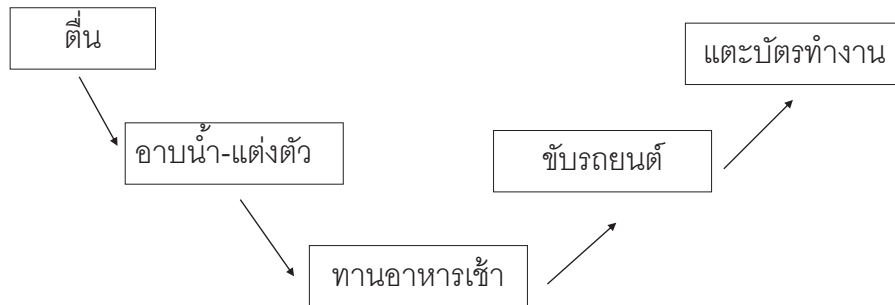 ตื่น
อาบน้ำ-แต่งตัว
ทานอาหารเช้า
ขับรถยนต์
แตะบัตรทำงาน